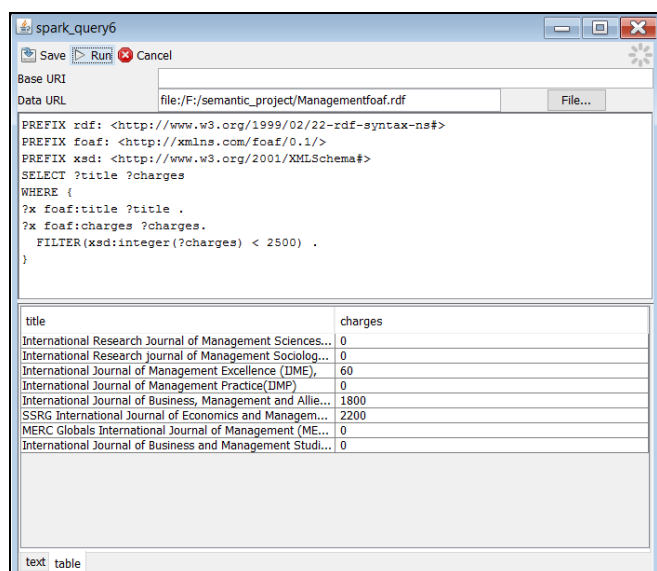 spark_query6
Save Run Cancel
Base URI
Data URL file:/F:/semantic_project/Managementfoaf.rdf File...
PREFIX rdf: <http://www.w3.org/1999/02/22-rdf-syntax-ns#>
PREFIX foaf: <http://xmlns.com/foaf/0.1/>
PREFIX xsd: <http://www.w3.org/2001/XMLSchema#>
SELECT ?title ?charges
WHERE {
?x foaf:title ?title .
?x foaf:charges ?charges.
FILTER(xsd:integer(?charges) < 2500) .
}
title charges
International Research Journal of Management Sciences... 0
International Research journal of Management Sociolog... 0
International Journal of Management Excellence (IJME), 60
International Journal of Management Practice(IJMP) 0
International Journal of Business, Management and Allie... 1800
SSRG International Journal of Economics and Managem... 2200
MERC Globals International Journal of Management (ME... 0
International Journal of Business and Management Studi... 0
text table